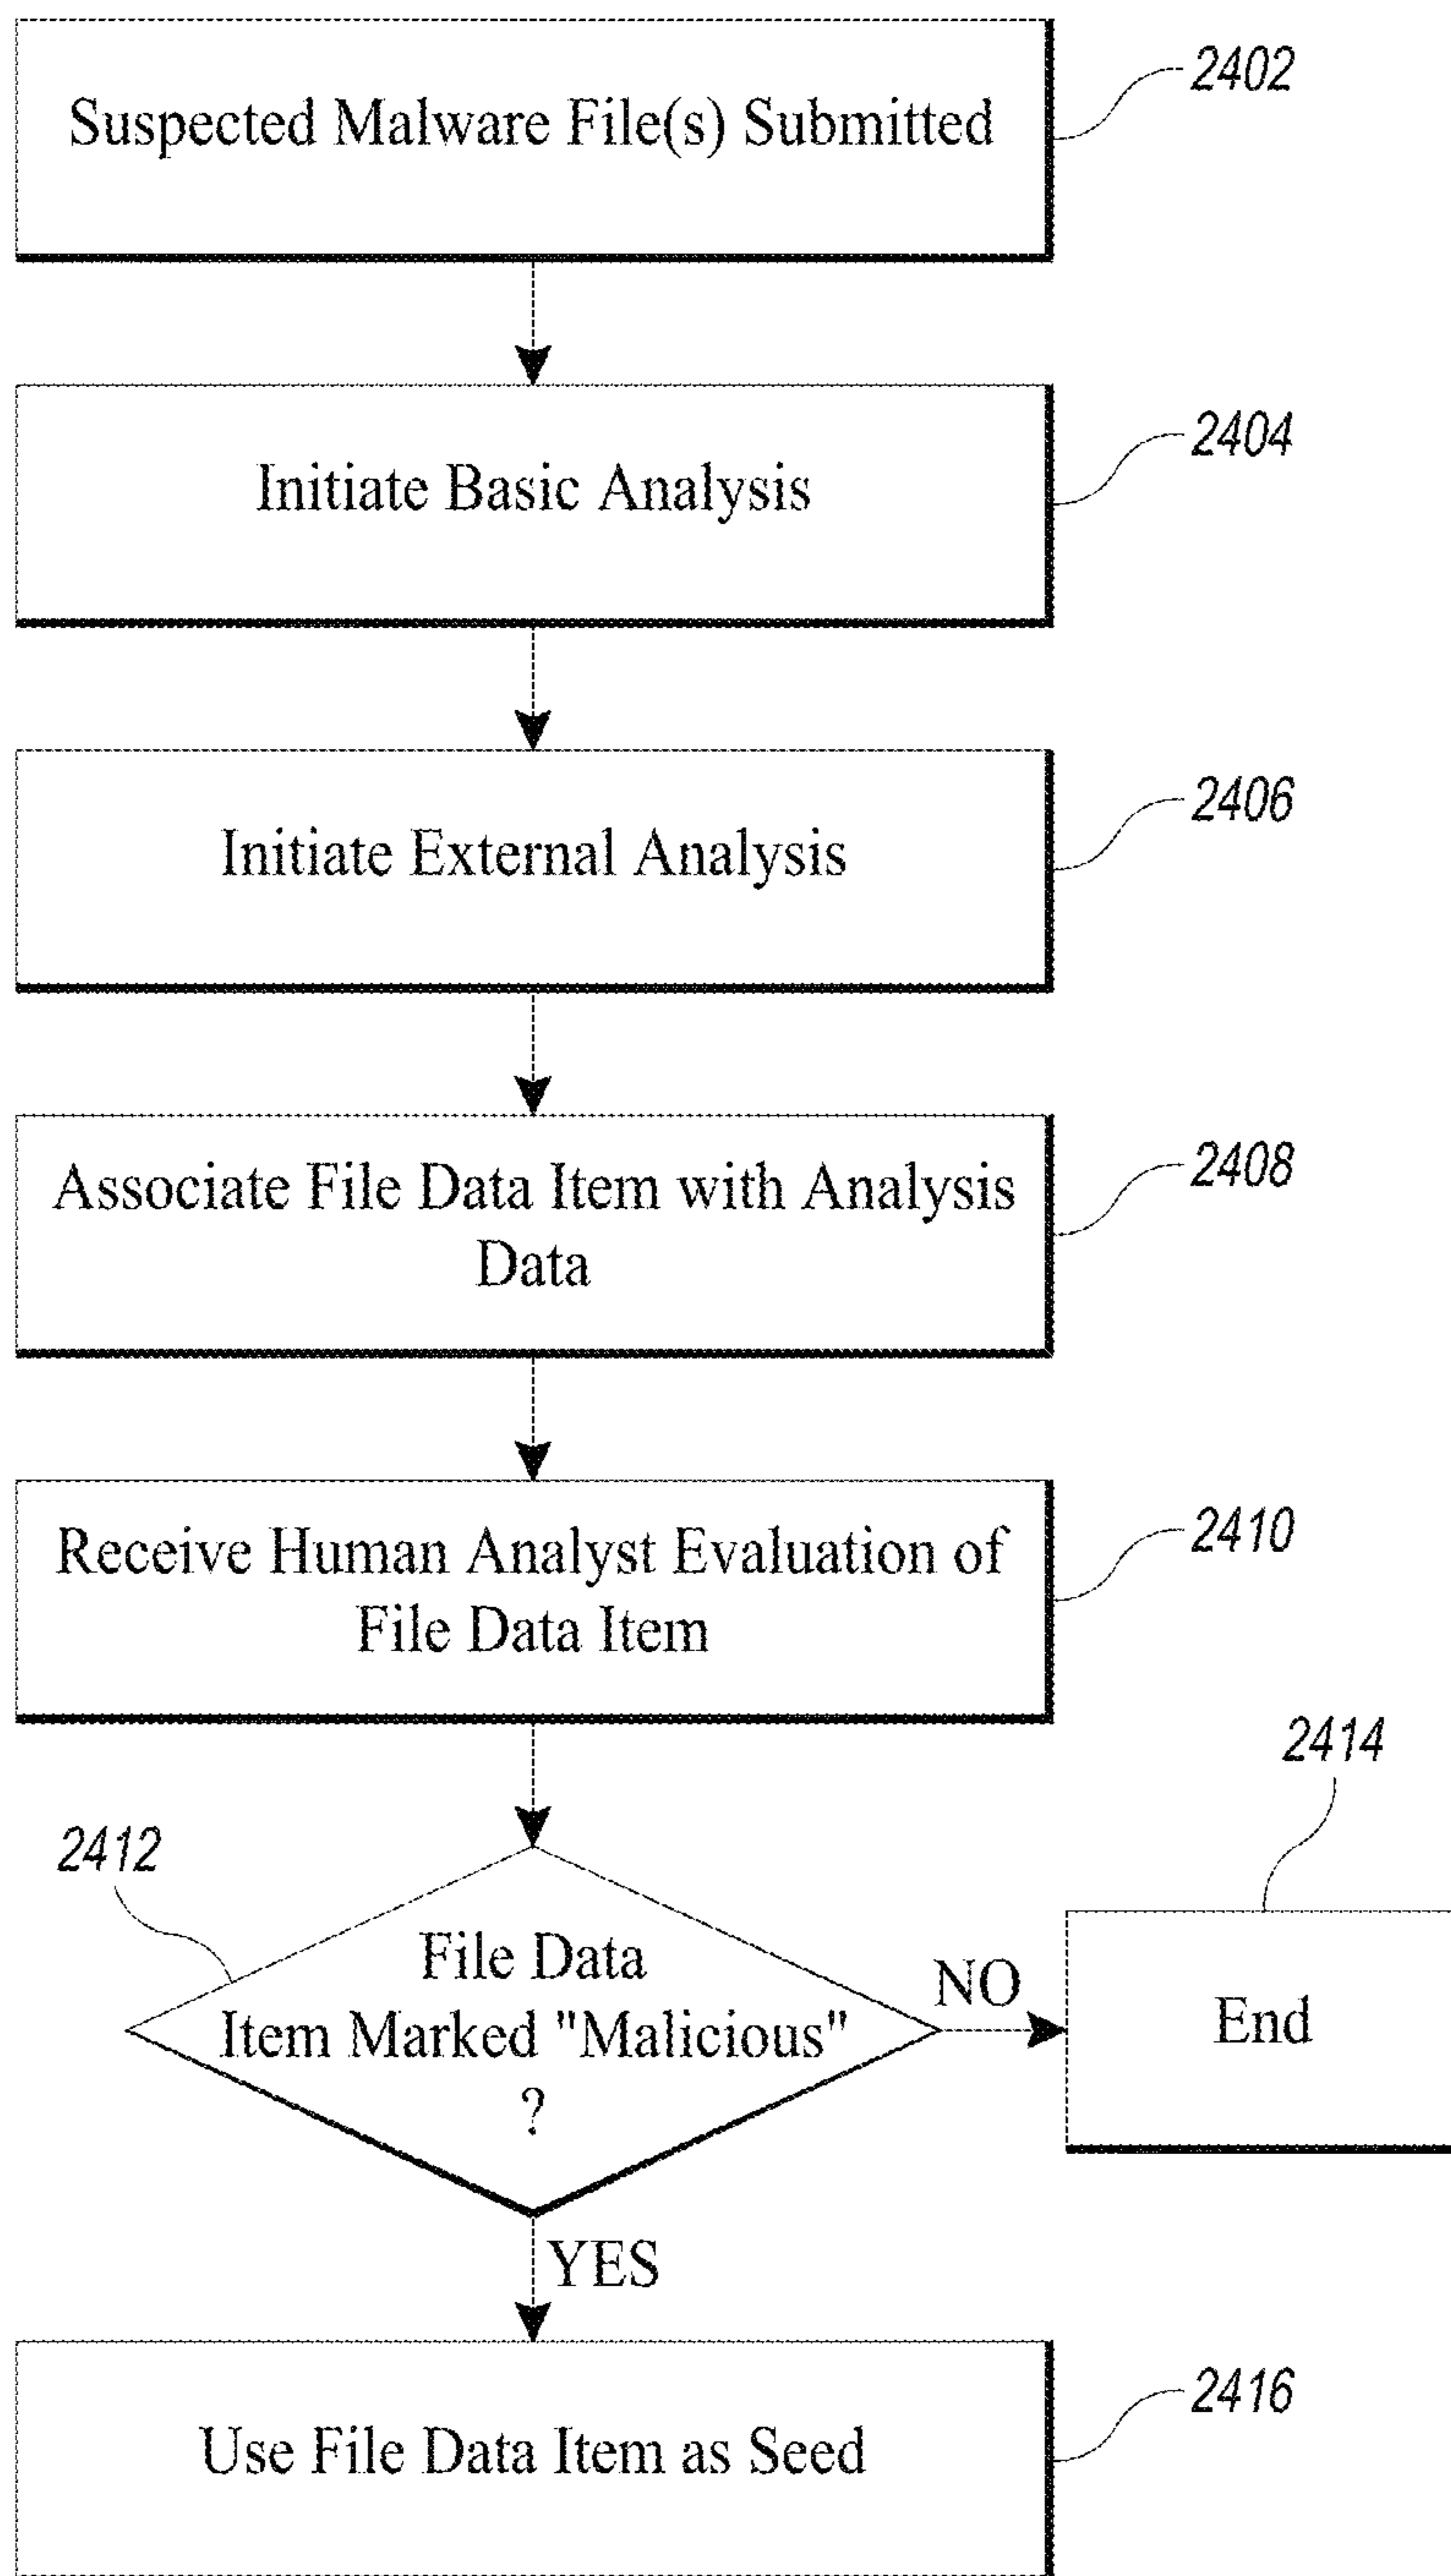 Suspected Malware File(s) Submitted
2402
Initiate Basic Analysis
2404
Initiate External Analysis
2406
Associate File Data Item with Analysis
Data
2408
Receive Human Analyst Evaluation of
File Data Item
2410
2412
File Data
Item Marked "Malicious"
?
NO
2414
End
YES
Use File Data Item as Seed
2416